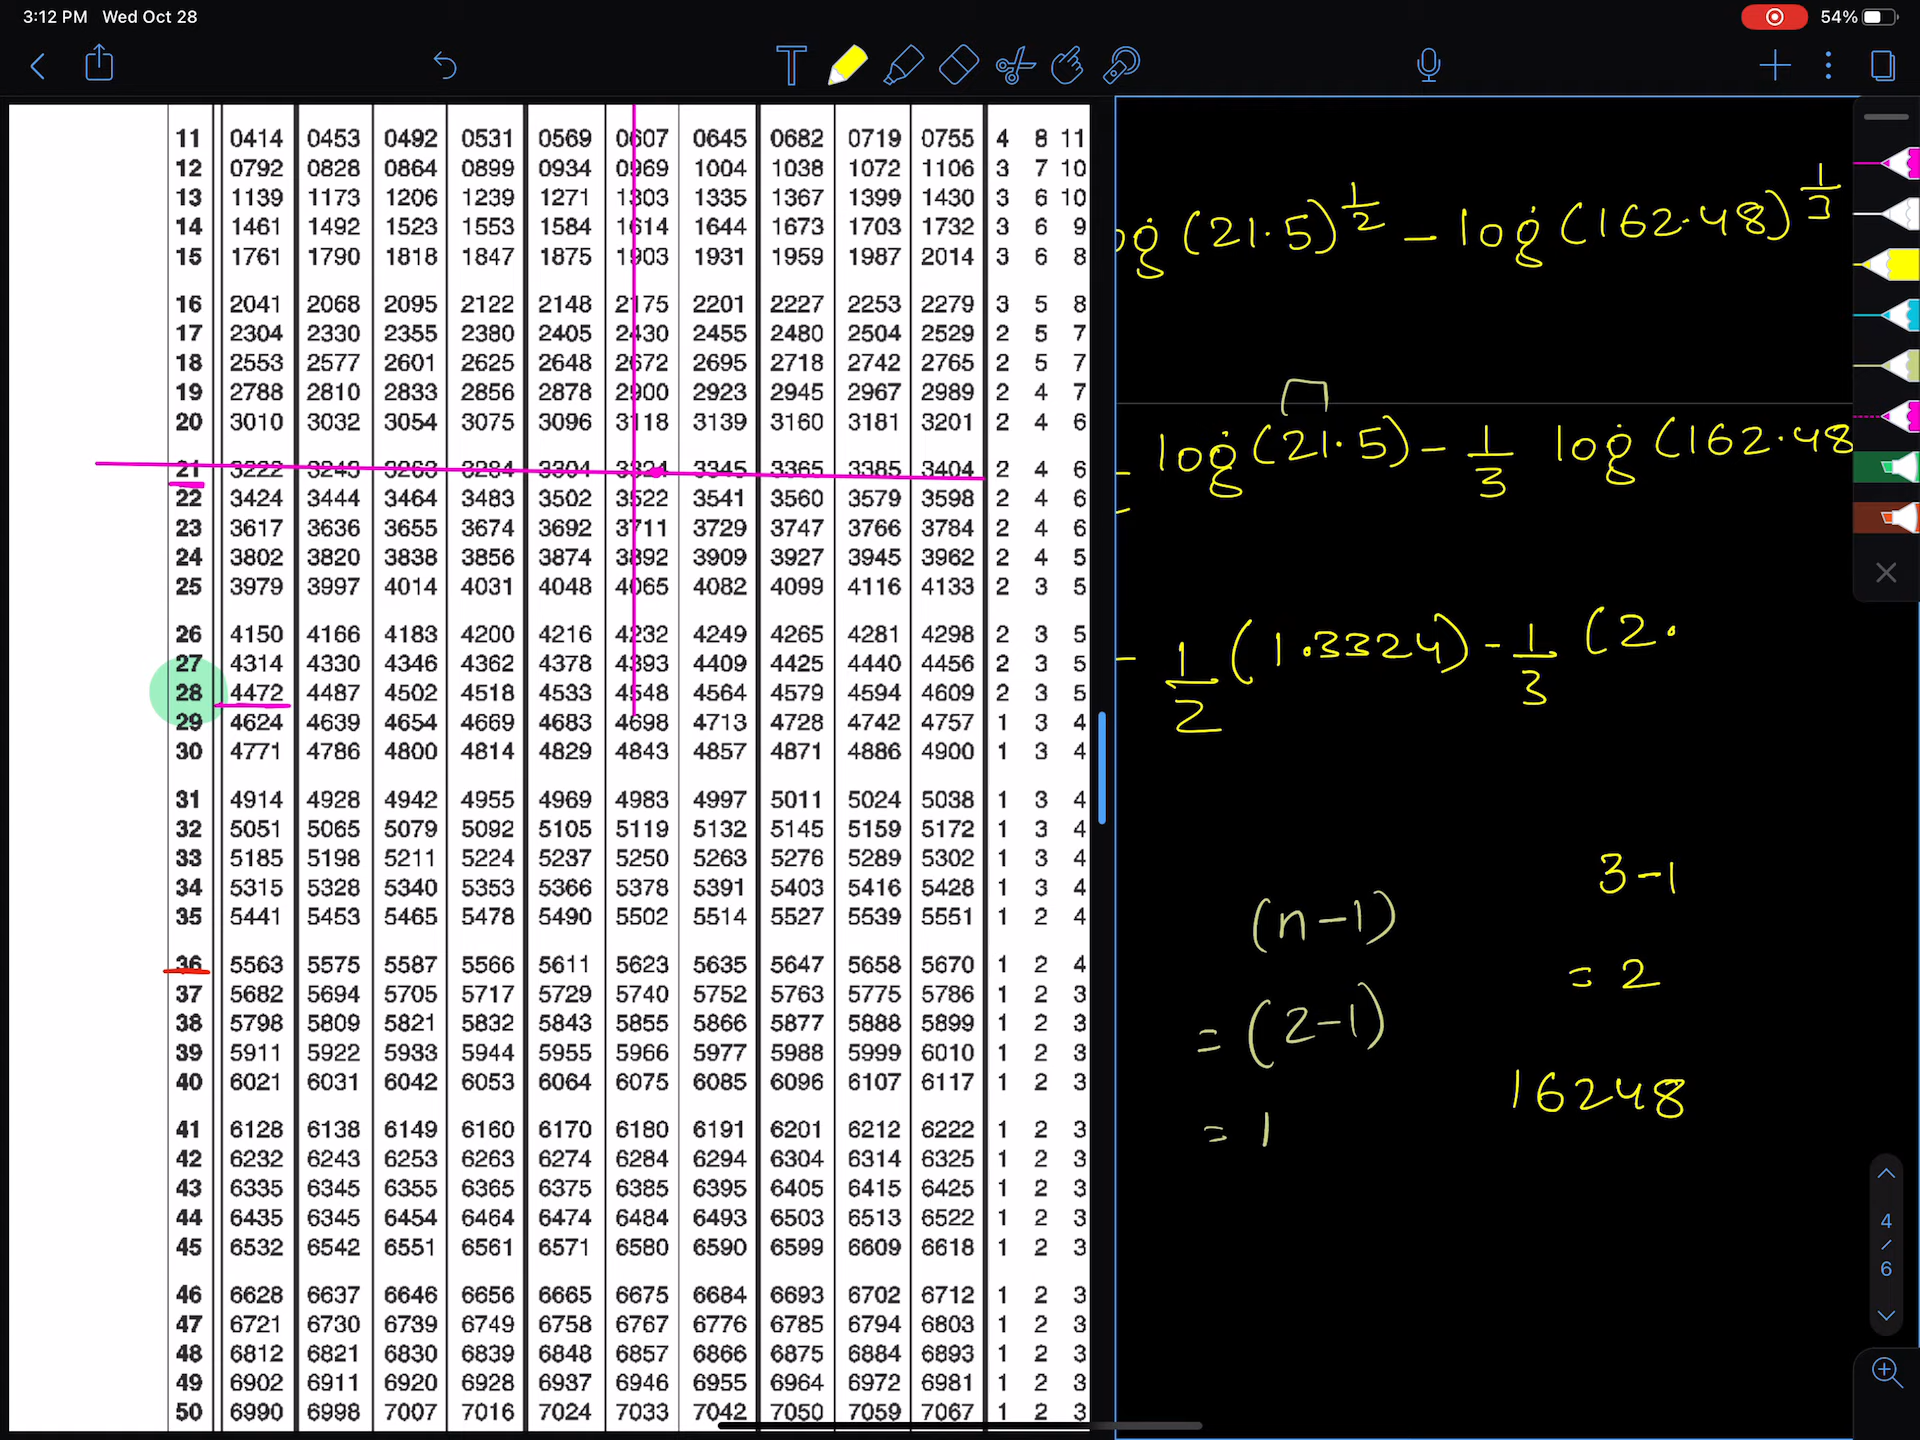 3:12 PM Wed Oct 28
54%
11 0414 0453 0492 0531 0569 0607 0645 0682 0719 0755 4 8 11
12 0792 0828 0864 0899 0934 0969 1004 1038 1072 1106 3 7 10
13 1139 1173 1206 1239 1271 1303 1335 1367 1399 1430 3 6 10
14 1461 1492 1523 1553 1584 1614 1644 1673 1703 1732 3 6 9
15 1761 1790 1818 1847 1875 1903 1931 1959 1987 2014 3 6 8
16 2041 2068 2095 2122 2148 2175 2201 2227 2253 2279 3 5 8
17 2304 2330 2355 2380 2405 2430 2455 2480 2504 2529 2 5 7
18 2553 2577 2601 2625 2648 2672 2695 2718 2742 2765 2 5 7
19 2788 2810 2833 2856 2878 2900 2923 2945 2967 2989 2 4 7
20 3010 3032 3054 3075 3096 3118 3139 3160 3181 3201 2 4 6
21 3222 3243 3263 3284 3304 3324 3345 3365 3385 3404 2 4 6
22 3424 3444 3464 3483 3502 3522 3541 3560 3579 3598 2 4 6
23 3617 3636 3655 3674 3692 3711 3729 3747 3766 3784 2 4 6
24 3802 3820 3838 3856 3874 3892 3909 3927 3945 3962 2 4 5
25 3979 3997 4014 4031 4048 4065 4082 4099 4116 4133 2 3 5
26 4150 4166 4183 4200 4216 4232 4249 4265 4281 4298 2 3 5
27 4314 4330 4346 4362 4378 4393 4409 4425 4440 4456 2 3 5
28 4472 4487 4502 4518 4533 4548 4564 4579 4594 4609 2 3 5
29 4624 4639 4654 4669 4683 4698 4713 4728 4742 4757 1 3 4
30 4771 4786 4800 4814 4829 4843 4857 4871 4886 4900 1 3 4
31 4914 4928 4942 4955 4969 4983 4997 5011 5024 5038 1 3 4
32 5051 5065 5079 5092 5105 5119 5132 5145 5159 5172 1 3 4
33 5185 5198 5211 5224 5237 5250 5263 5276 5289 5302 1 3 4
34 5315 5328 5340 5353 5366 5378 5391 5403 5416 5428 1 3 4
35 5441 5453 5465 5478 5490 5502 5514 5527 5539 5551 1 2 4
36 5563 5575 5587 5566 5611 5623 5635 5647 5658 5670 1 2 4
37 5682 5694 5705 5717 5729 5740 5752 5763 5775 5786 1 2 3
38 5798 5809 5821 5832 5843 5855 5866 5877 5888 5899 1 2 3
39 5911 5922 5933 5944 5955 5966 5977 5988 5999 6010 1 2 3
40 6021 6031 6042 6053 6064 6075 6085 6096 6107 6117 1 2 3
41 6128 6138 6149 6160 6170 6180 6191 6201 6212 6222 1 2 3
42 6232 6243 6253 6263 6274 6284 6294 6304 6314 6325 1 2 3
43 6335 6345 6355 6365 6375 6385 6395 6405 6415 6425 1 2 3
44 6435 6345 6454 6464 6474 6484 6493 6503 6513 6522 1 2 3
45 6532 6542 6551 6561 6571 6580 6590 6599 6609 6618 1 2 3
46 6628 6637 6646 6656 6665 6675 6684 6693 6702 6712 1 2 3
47 6721 6730 6739 6749 6758 6767 6776 6785 6794 6803 1 2 3
48 6812 6821 6830 6839 6848 6857 6866 6875 6884 6893 1 2 3
49 6902 6911 6920 6928 6937 6946 6955 6964 6972 6981 1 2 3
50 6990 6998 7007 7016 7024 7033 7042 7050 7059 7067 1 2 3
og (21.5)^1/2 - log (162.48)^1/3
log (21.5) - 1/3 log (162.48
- 1/2 (1.3324) - 1/3 (2.
(n-1)
= (2-1)
= 1
3-1
= 2
16248
4 / 6